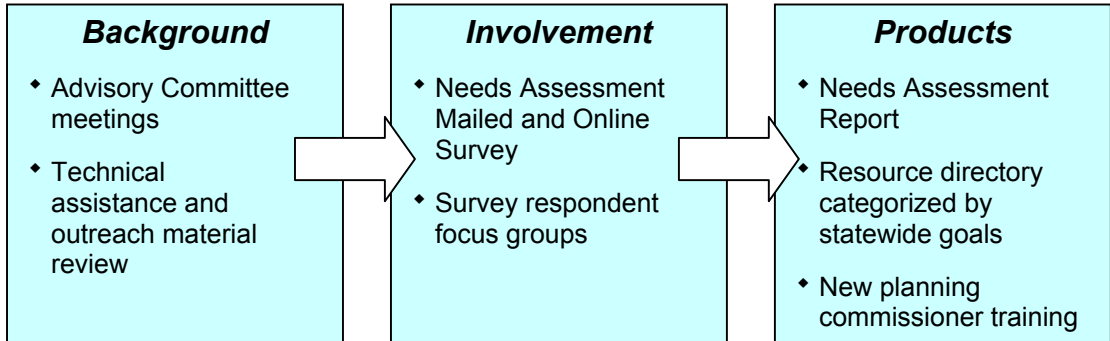 Background
◆ Advisory Committee
meetings
◆ Technical
assistance and
outreach material
review
Involvement
◆ Needs Assessment
Mailed and Online
Survey
◆ Survey respondent
focus groups
Products
◆ Needs Assessment
Report
◆ Resource directory
categorized by
statewide goals
◆ New planning
commissioner training